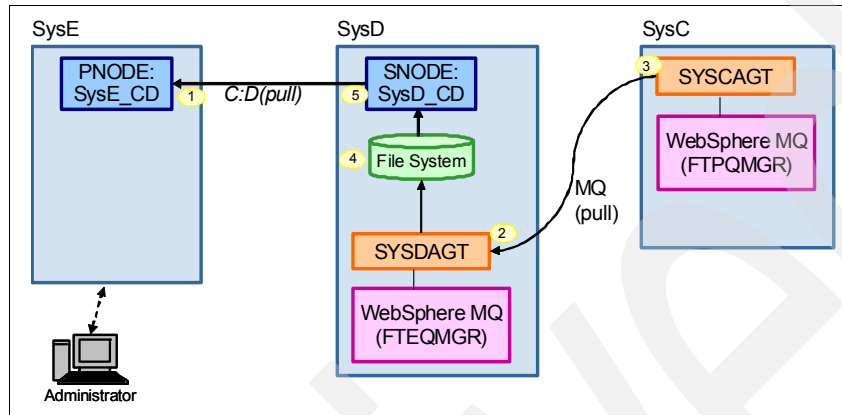 SysE
SysD
SysC
PNODE:
SysE_CD
1
C:D(pull)
5
SNODE:
SysD_CD
3
SYSCAGT
4
File System
WebSphere MQ
(FTPQMGR)
MQ
(pull)
2
SYSDAGT
WebSphere MQ
(FTEQMGR)
Administrator